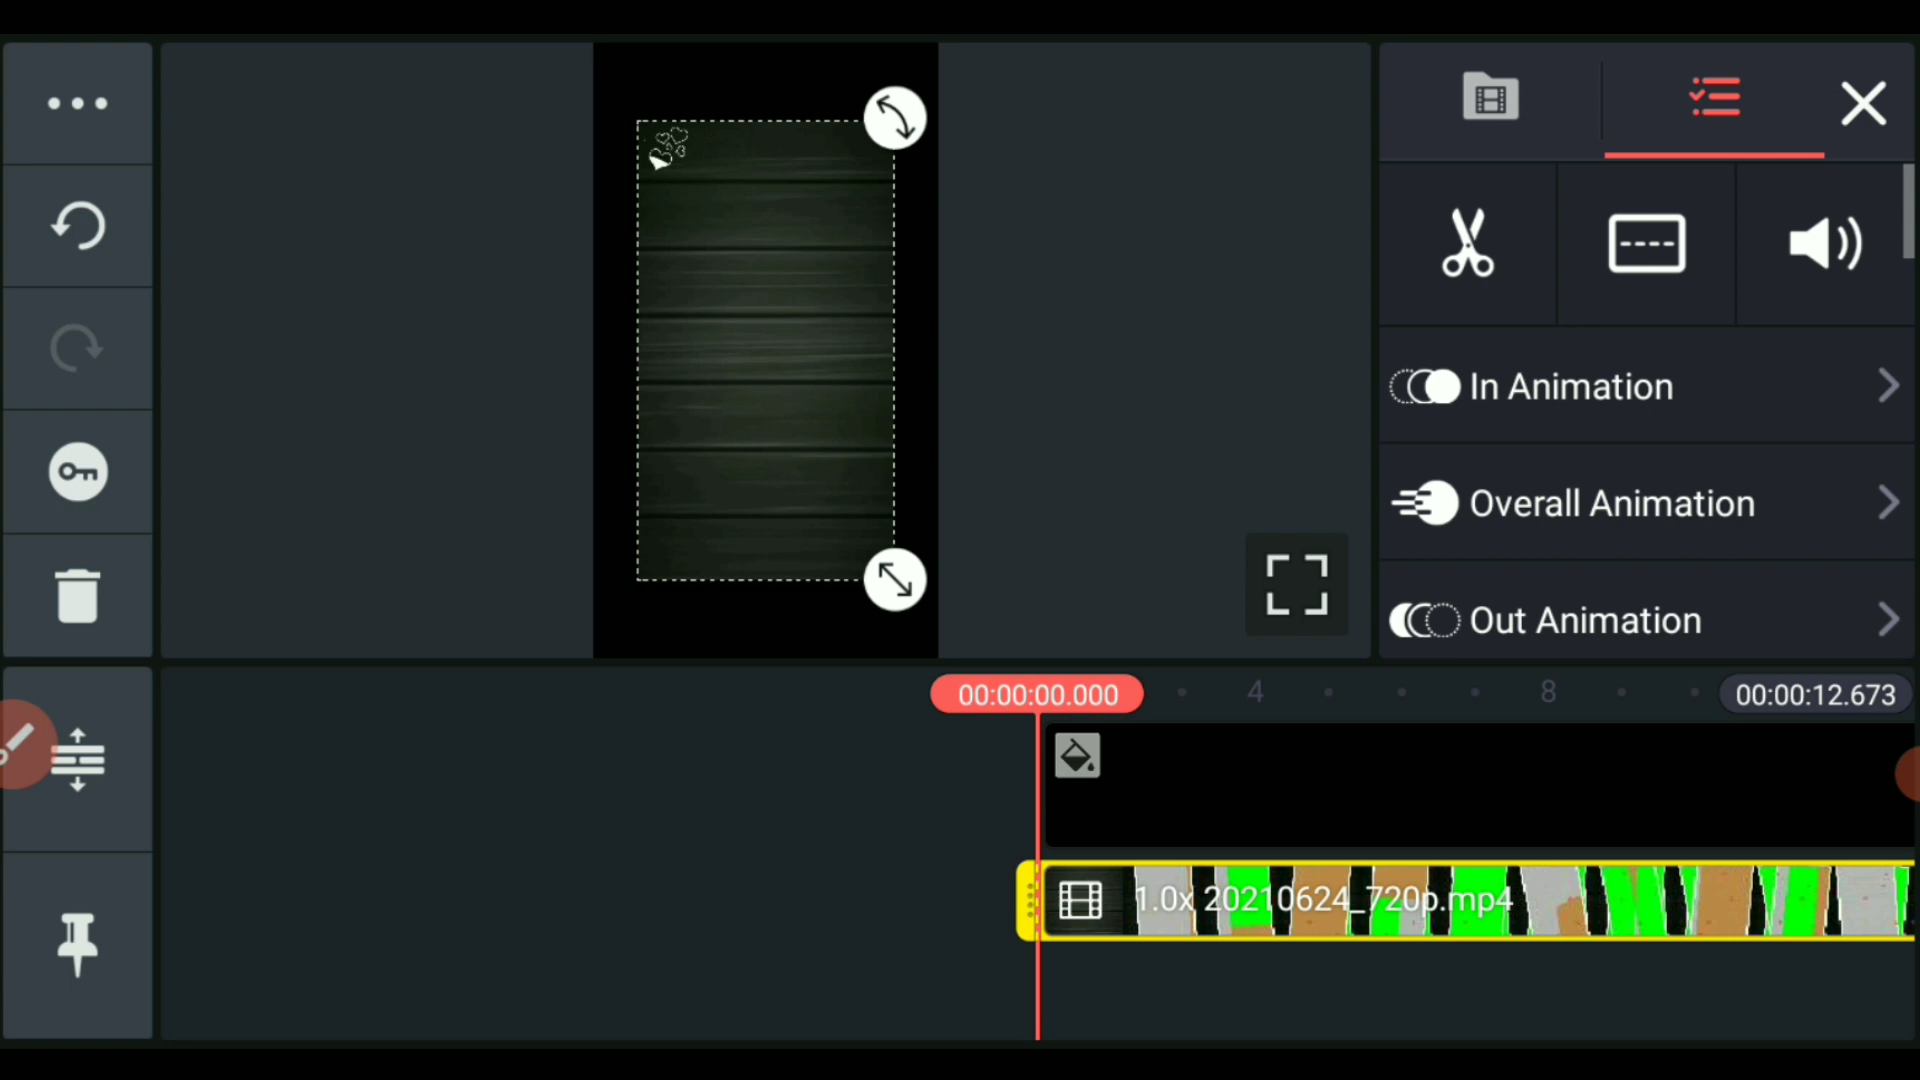 In Animation
Overall Animation
Out Animation
00:00:00.000
4
8
00:00:12.673
1.0x 20210624_720p.mp4